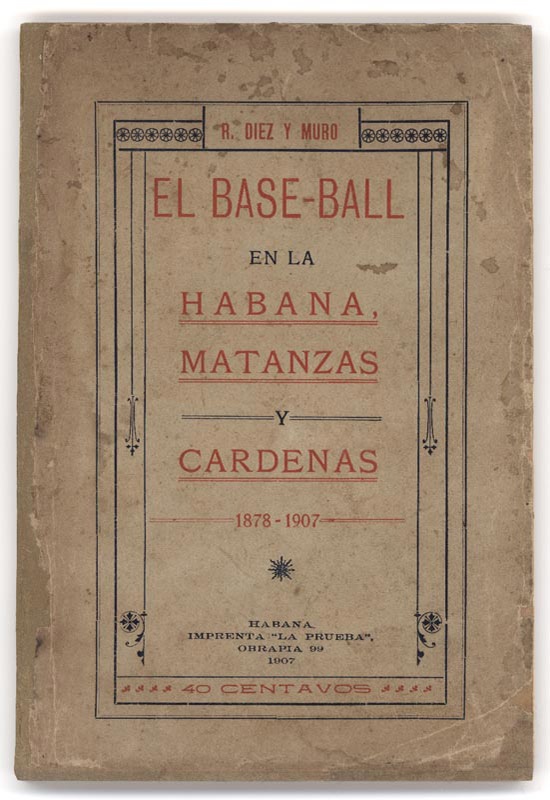 R. DIEZ Y MURO
EL BASE-BALL
EN LA
HABANA,
MATANZAS
Y
CARDENAS
1878 - 1907
HABANA
IMPRENTA "LA PRUEBA",
OBRAPIA 99
1907
40 CENTAVOS